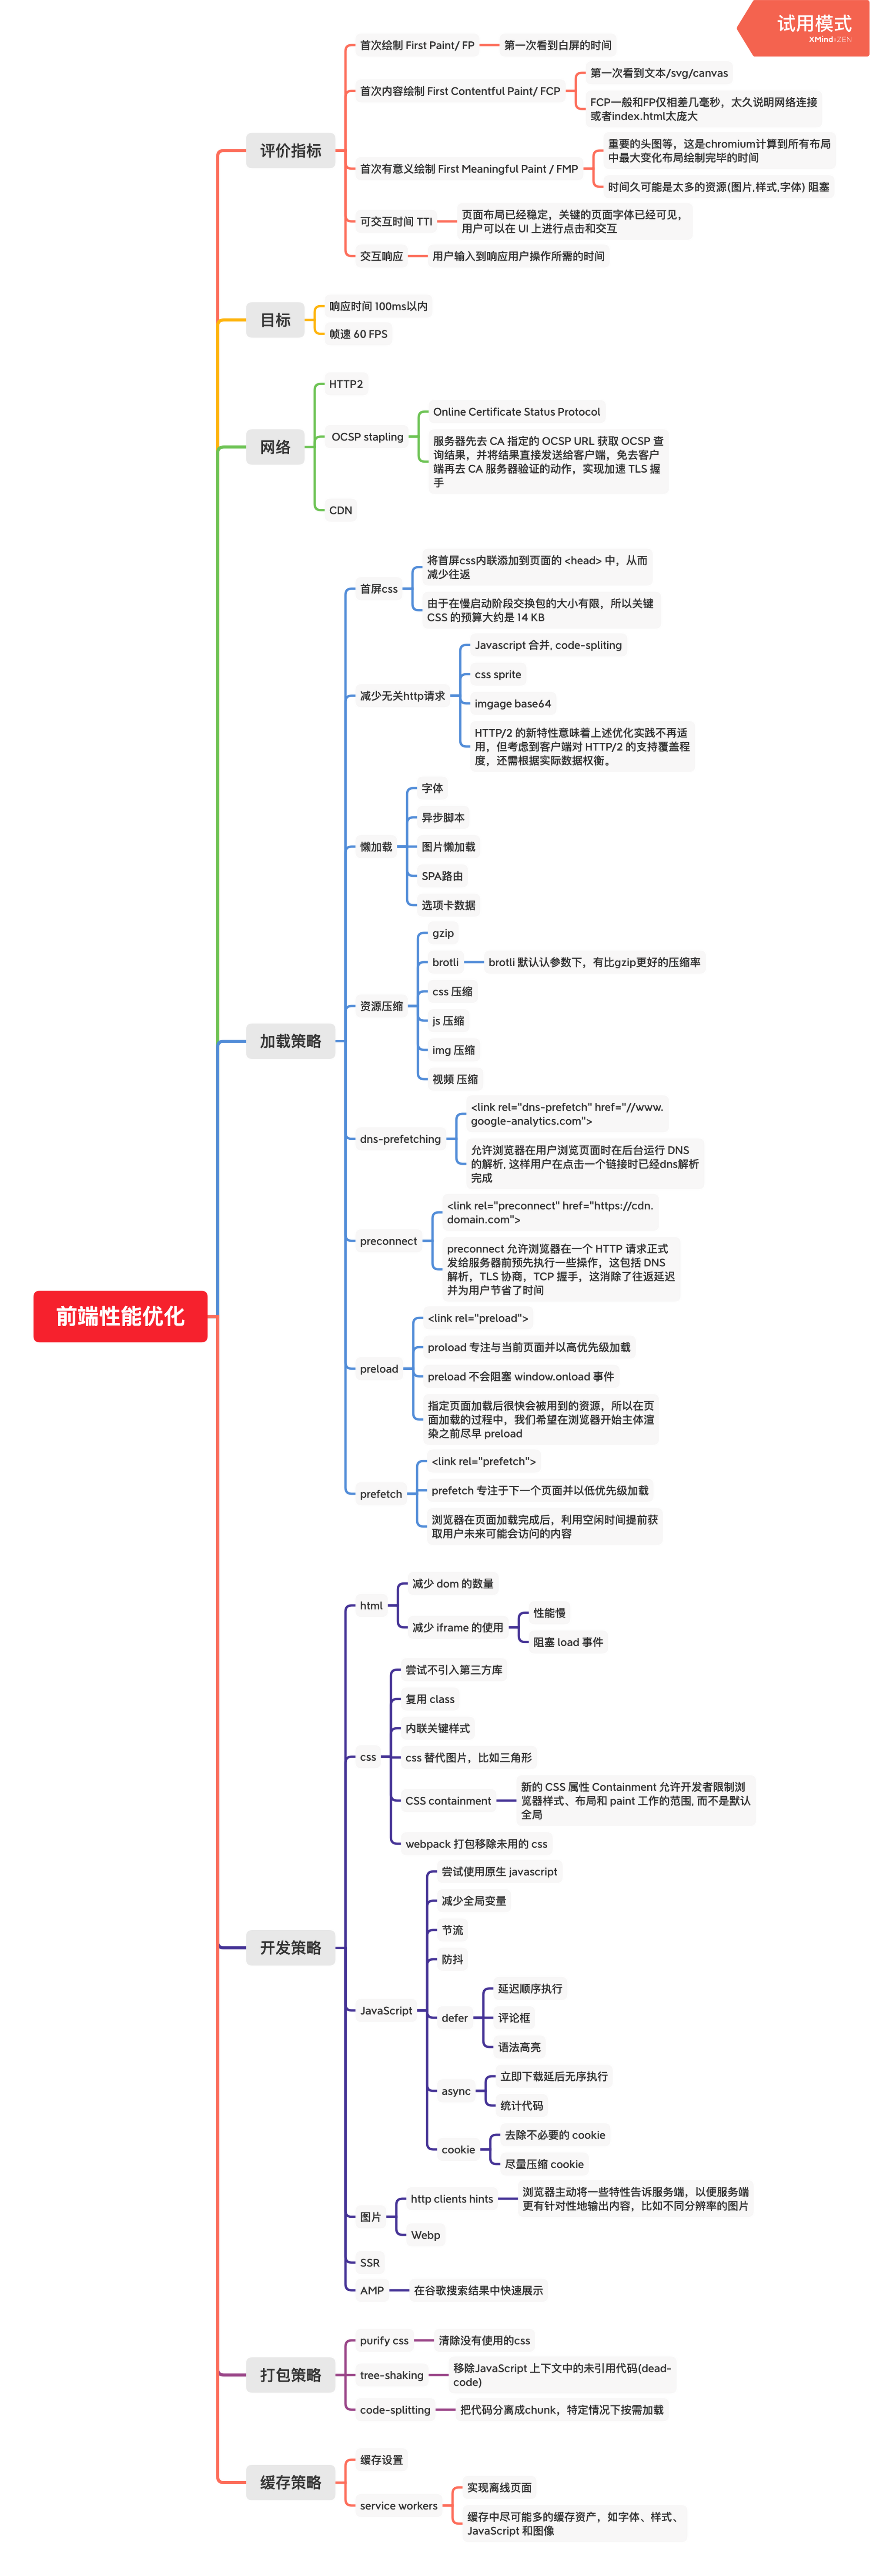 试用模式
XMind:ZEN
前端性能优化
评价指标
首次绘制 First Paint/ FP
第一次看到白屏的时间
首次内容绘制 First Contentful Paint/ FCP
第一次看到文本/svg/canvas
FCP一般和FP仅相差几毫秒，太久说明网络连接
或者index.html太庞大
首次有意义绘制 First Meaningful Paint / FMP
重要的头图等，这是chromium计算到所有布局
中最大变化布局绘制完毕的时间
时间久可能是太多的资源(图片,样式,字体) 阻塞
可交互时间 TTI
页面布局已经稳定，关键的页面字体已经可见，
用户可以在 UI 上进行点击和交互
交互响应
用户输入到响应用户操作所需的时间
目标
响应时间 100ms以内
帧速 60 FPS
网络
HTTP2
OCSP stapling
Online Certificate Status Protocol
服务器先去 CA 指定的 OCSP URL 获取 OCSP 查
询结果，并将结果直接发送给客户端，免去客户
端再去 CA 服务器验证的动作，实现加速 TLS 握
手
CDN
加载策略
首屏css
将首屏css内联添加到页面的 <head> 中，从而
减少往返
由于在慢启动阶段交换包的大小有限，所以关键
CSS 的预算大约是 14 KB
减少无关http请求
Javascript 合并, code-spliting
css sprite
imgage base64
HTTP/2 的新特性意味着上述优化实践不再适
用，但考虑到客户端对 HTTP/2 的支持覆盖程
度，还需根据实际数据权衡。
懒加载
字体
异步脚本
图片懒加载
SPA路由
选项卡数据
资源压缩
gzip
brotli
brotli 默认认参数下，有比gzip更好的压缩率
css 压缩
js 压缩
img 压缩
视频 压缩
dns-prefetching
<link rel="dns-prefetch" href="//www.
google-analytics.com">
允许浏览器在用户浏览页面时在后台运行 DNS
的解析, 这样用户在点击一个链接时已经dns解析
完成
preconnect
<link rel="preconnect" href="https://cdn.
domain.com">
preconnect 允许浏览器在一个 HTTP 请求正式
发给服务器前预先执行一些操作，这包括 DNS
解析，TLS 协商，TCP 握手，这消除了往返延迟
并为用户节省了时间
preload
<link rel="preload">
proload 专注与当前页面并以高优先级加载
preload 不会阻塞 window.onload 事件
指定页面加载后很快会被用到的资源，所以在页
面加载的过程中，我们希望在浏览器开始主体渲
染之前尽早 preload
prefetch
<link rel="prefetch">
prefetch 专注于下一个页面并以低优先级加载
浏览器在页面加载完成后，利用空闲时间提前获
取用户未来可能会访问的内容
开发策略
html
减少 dom 的数量
减少 iframe 的使用
性能慢
阻塞 load 事件
css
尝试不引入第三方库
复用 class
内联关键样式
css 替代图片，比如三角形
CSS containment
新的 CSS 属性 Containment 允许开发者限制浏
览器样式、布局和 paint 工作的范围, 而不是默认
全局
webpack 打包移除未用的 css
JavaScript
尝试使用原生 javascript
减少全局变量
节流
防抖
defer
延迟顺序执行
评论框
语法高亮
async
立即下载延后无序执行
统计代码
cookie
去除不必要的 cookie
尽量压缩 cookie
图片
http clients hints
浏览器主动将一些特性告诉服务端，以便服务端
更有针对性地输出内容，比如不同分辨率的图片
Webp
SSR
AMP
在谷歌搜索结果中快速展示
打包策略
purify css
清除没有使用的css
tree-shaking
移除JavaScript 上下文中的未引用代码(dead-
code)
code-splitting
把代码分离成chunk，特定情况下按需加载
缓存策略
缓存设置
service workers
实现离线页面
缓存中尽可能多的缓存资产，如字体、样式、
JavaScript 和图像